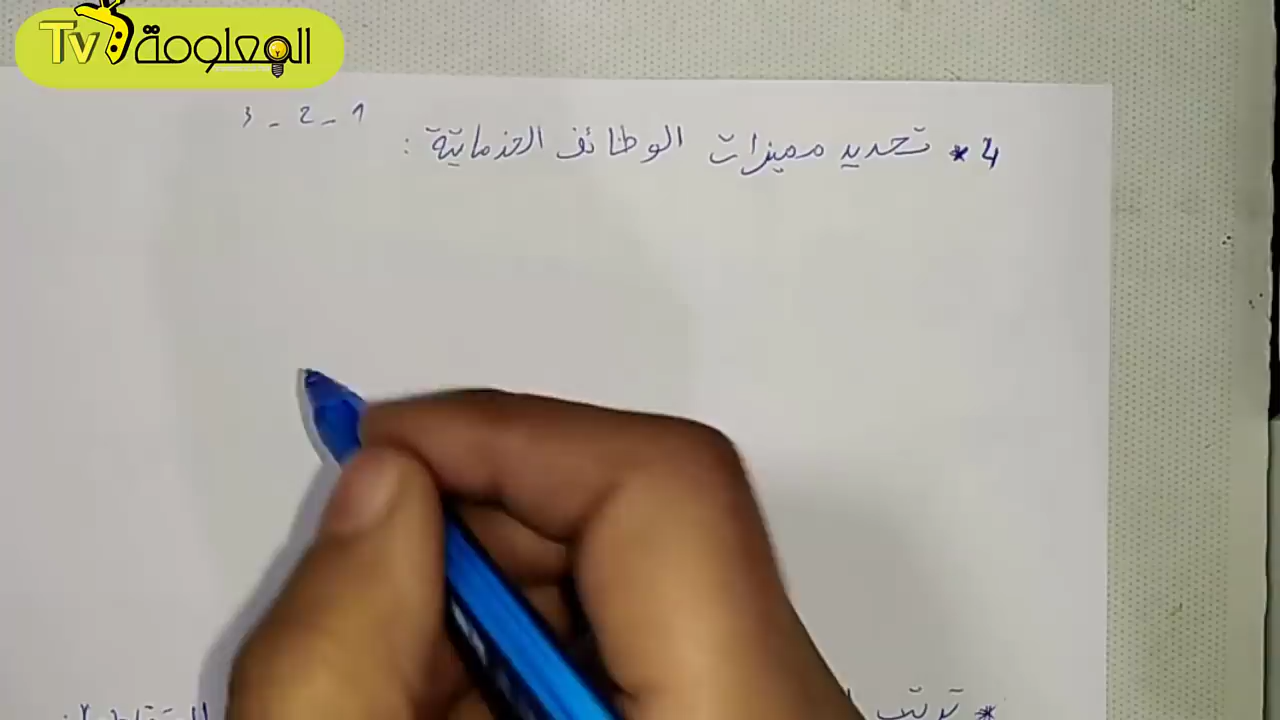 المعلومة Tv
1 - 2 - 3
4 * تحديد مميزات الوظائف الخدماتية :